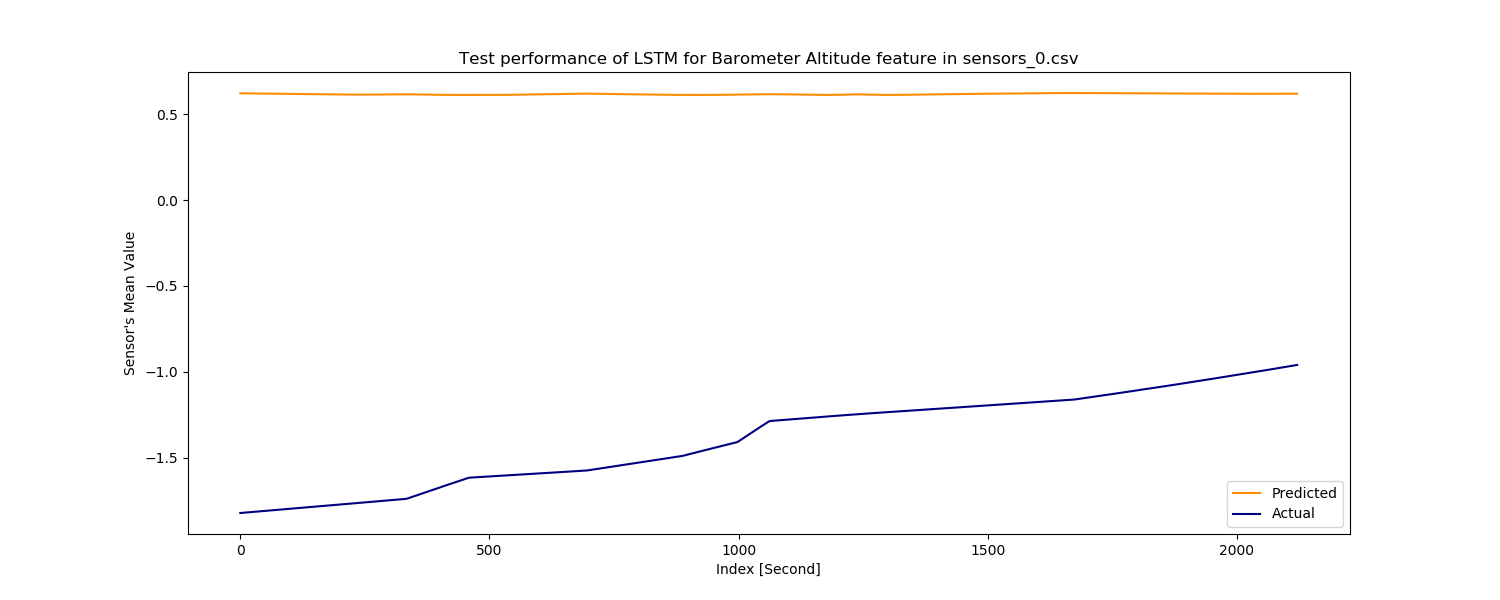 Test performance of LSTM for Barometer Altitude feature in sensors_0.csv
0.5
0.0
−0.5
−1.0
−1.5
Sensor's Mean Value
0 500 1000 1500 2000
Index [Second]
Predicted
Actual